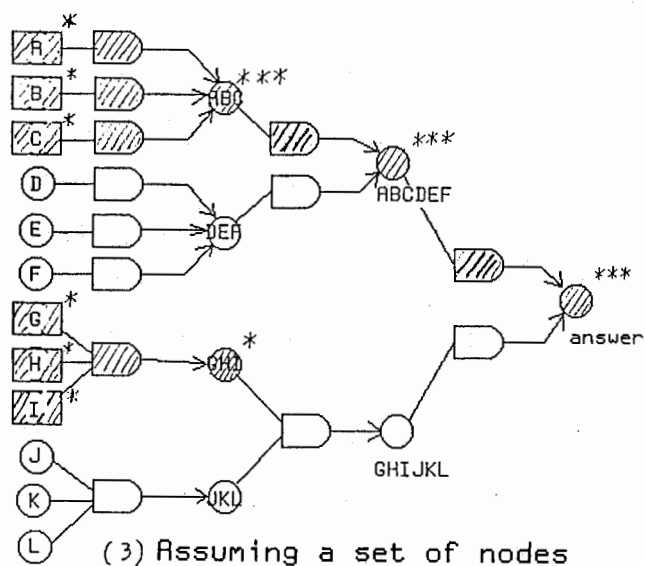 A *
B *
C *
ABC ***
D
E
F
DEF
ABCDEF ***
G *
H *
I *
GHI *
J
K
L
JKL
GHIJKL
answer ***
(3) Assuming a set of nodes